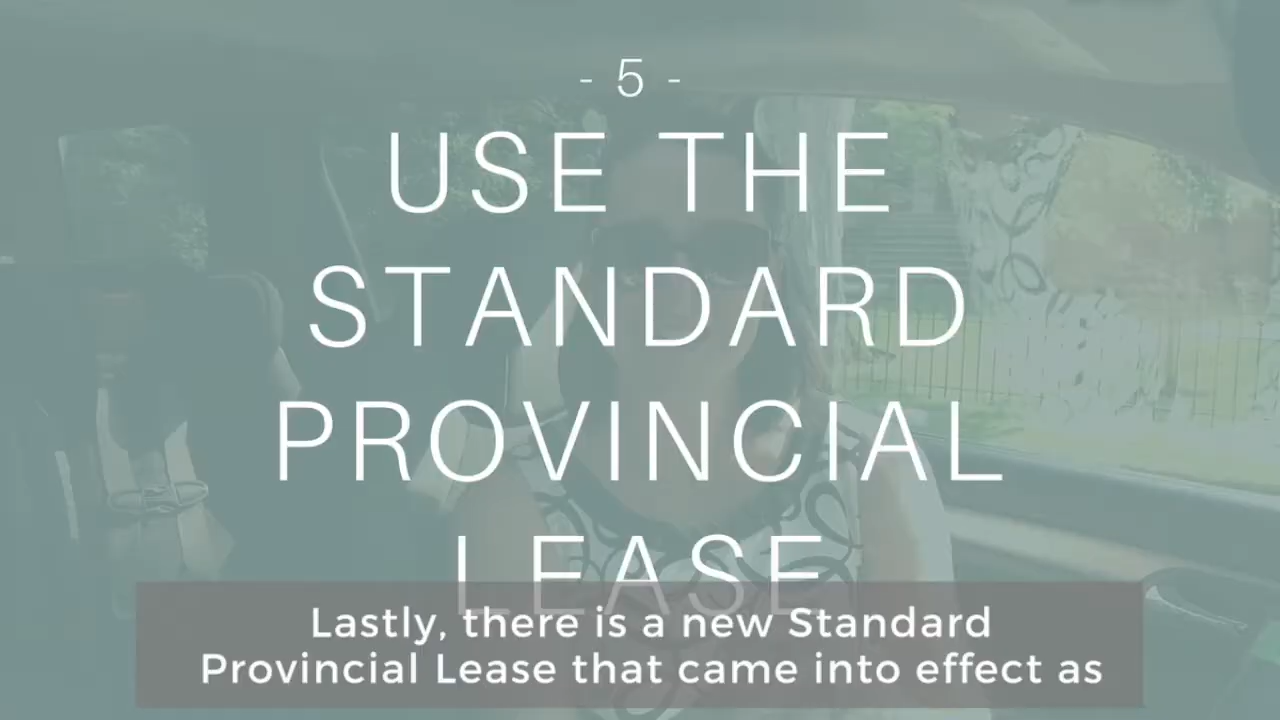 - 5 -
USE THE
STANDARD
PROVINCIAL
LEASE
Lastly, there is a new Standard
Provincial Lease that came into effect as